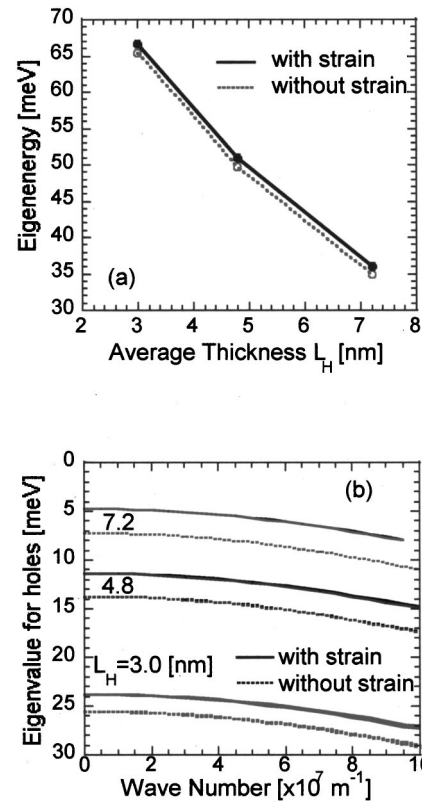 70
65
60
55
50
45
40
35
30
Eigenenergy [meV]
with strain
without strain
(a)
2 3 4 5 6 7 8
Average Thickness L_H [nm]
0
5
10
15
20
25
30
Eigenvalue for holes [meV]
(b)
7.2
4.8
L_H=3.0 [nm]
with strain
without strain
0 2 4 6 8 10
Wave Number [x10^7 m^-1]